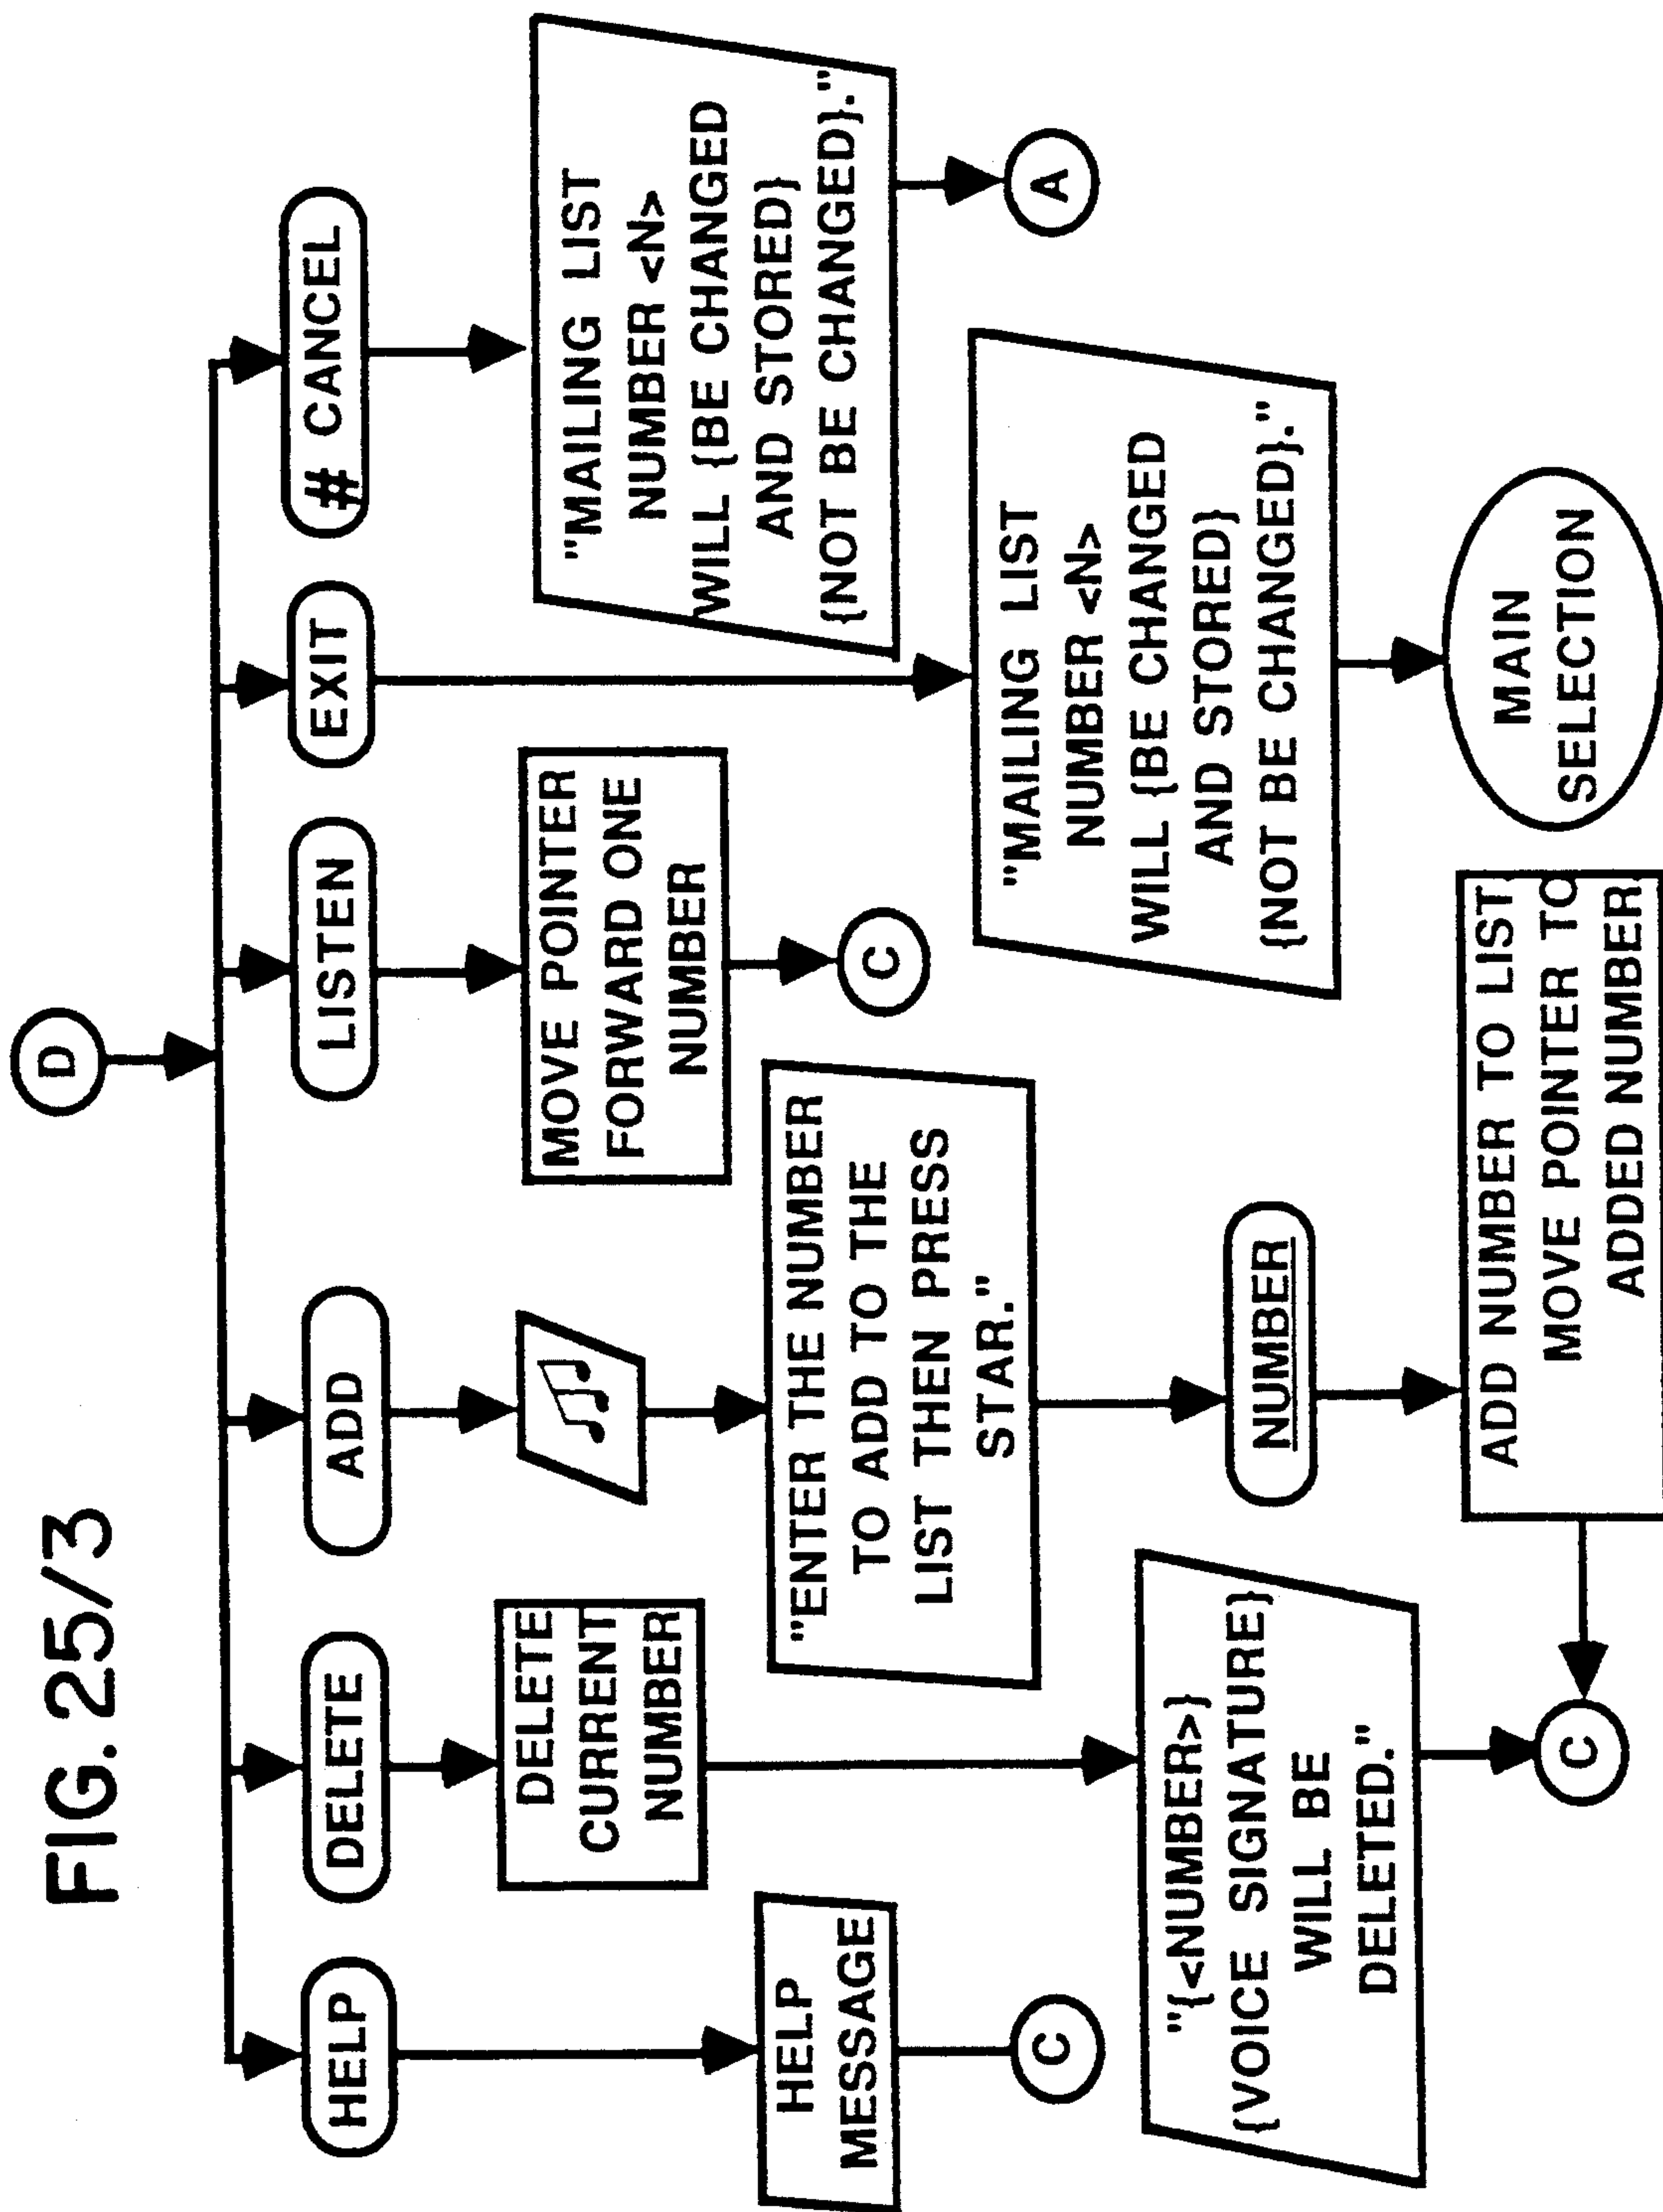 FIG. 25/3
D
HELP
DELETE
ADD
LISTEN
EXIT
# CANCEL
HELP
MESSAGE
C
DELETE
CURRENT
NUMBER
"{<NUMBER>}
{VOICE SIGNATURE}
WILL BE
DELETED."
C
"ENTER THE NUMBER
TO ADD TO THE
LIST THEN PRESS
STAR."
NUMBER
ADD NUMBER TO LIST
MOVE POINTER TO
ADDED NUMBER
MOVE POINTER
FORWARD ONE
NUMBER
C
"MAILING LIST
NUMBER <N>
WILL {BE CHANGED
AND STORED}
{NOT BE CHANGED}."
MAIN
SELECTION
"MAILING LIST
NUMBER <N>
WILL {BE CHANGED
AND STORED}
{NOT BE CHANGED}."
A